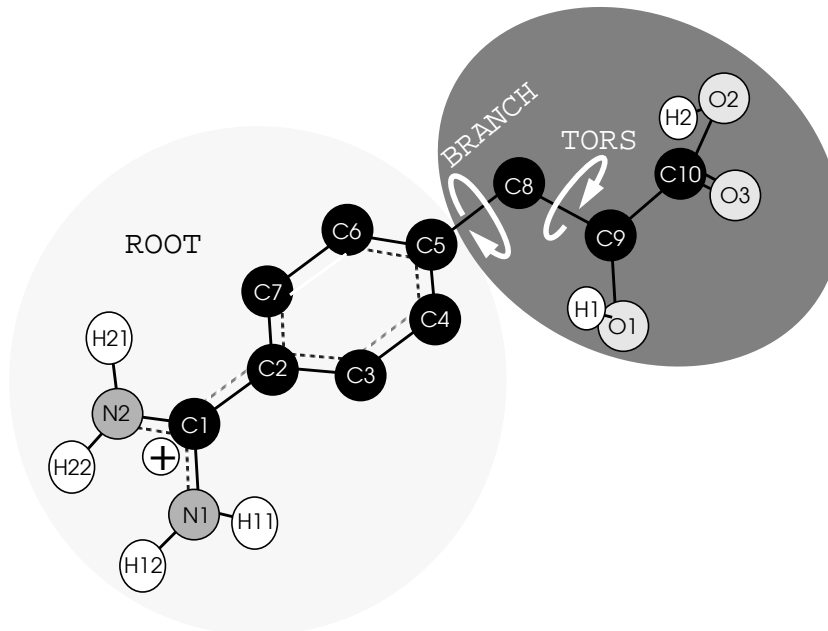 O2
H2
BRANCH
TORS
C10
C8
O3
C6
C5
C9
ROOT
C7
H1
C4
O1
H21
C2
C3
N2
C1
+
H22
N1
H11
H12